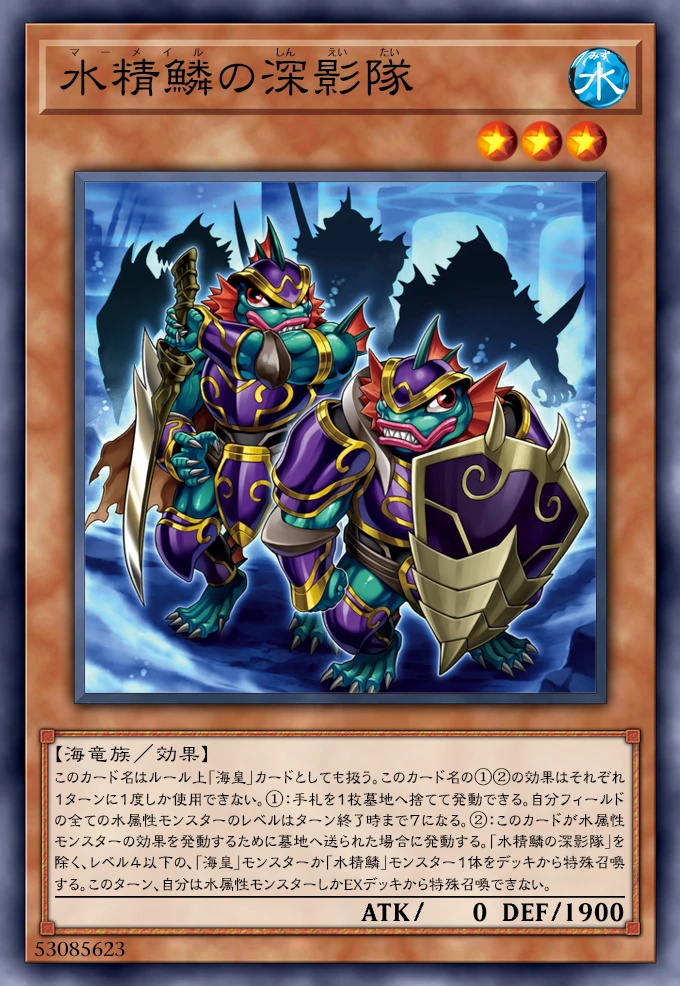 マーメイル しんえいたい
水精鱗の深影隊
みず
水
【海竜族／効果】
このカード名はルール上「海皇」カードとしても扱う。このカード名の①②の効果はそれぞれ
1ターンに1度しか使用できない。①：手札を1枚墓地へ捨てて発動できる。自分フィールド
の全ての水属性モンスターのレベルはターン終了時まで7になる。②：このカードが水属性
モンスターの効果を発動するために墓地へ送られた場合に発動する。「水精鱗の深影隊」を
除く、レベル4以下の、「海皇」モンスターか「水精鱗」モンスター1体をデッキから特殊召喚
する。このターン、自分は水属性モンスターしかEXデッキから特殊召喚できない。
ATK/ 0 DEF/1900
53085623